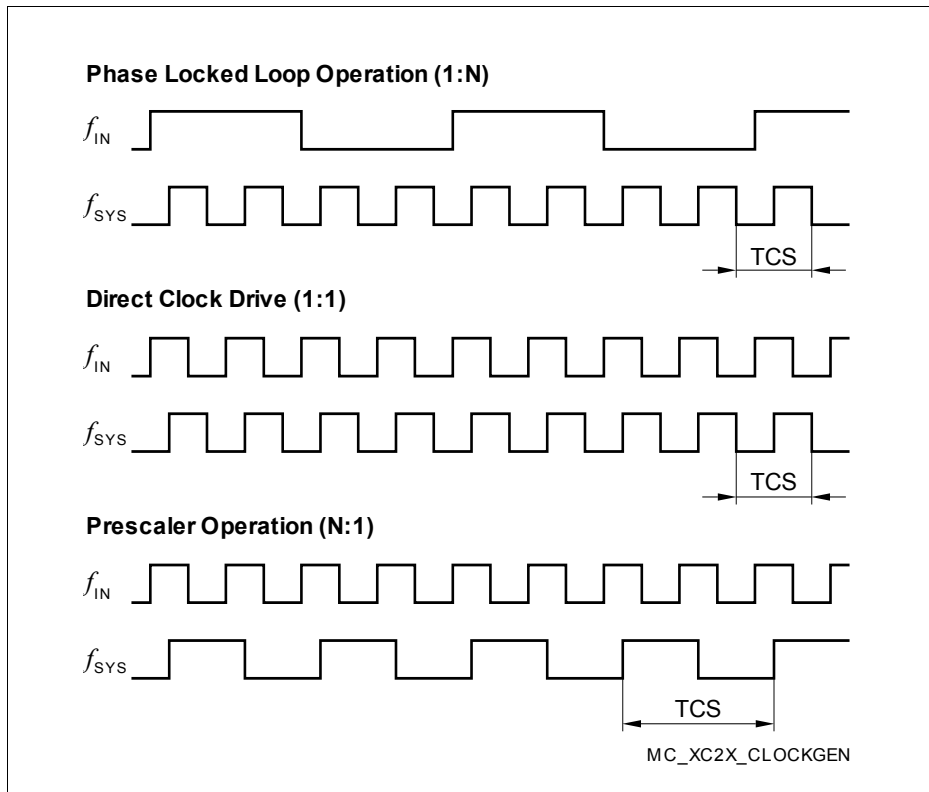 Phase Locked Loop Operation (1:N)
fIN
fSYS
TCS
Direct Clock Drive (1:1)
fIN
fSYS
TCS
Prescaler Operation (N:1)
fIN
fSYS
TCS
MC_XC2X_CLOCKGEN